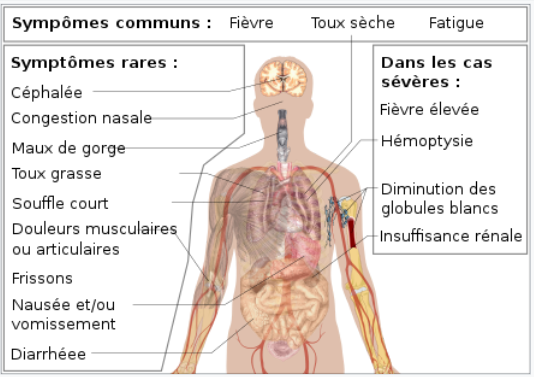 Sympômes communs : Fièvre Toux sèche Fatigue
Symptômes rares :
Céphalée
Congestion nasale
Maux de gorge
Toux grasse
Souffle court
Douleurs musculaires
ou articulaires
Frissons
Nausée et/ou
vomissement
Diarrhéee
Dans les cas
sévères :
Fièvre élevée
Hémoptysie
Diminution des
globules blancs
Insuffisance rénale